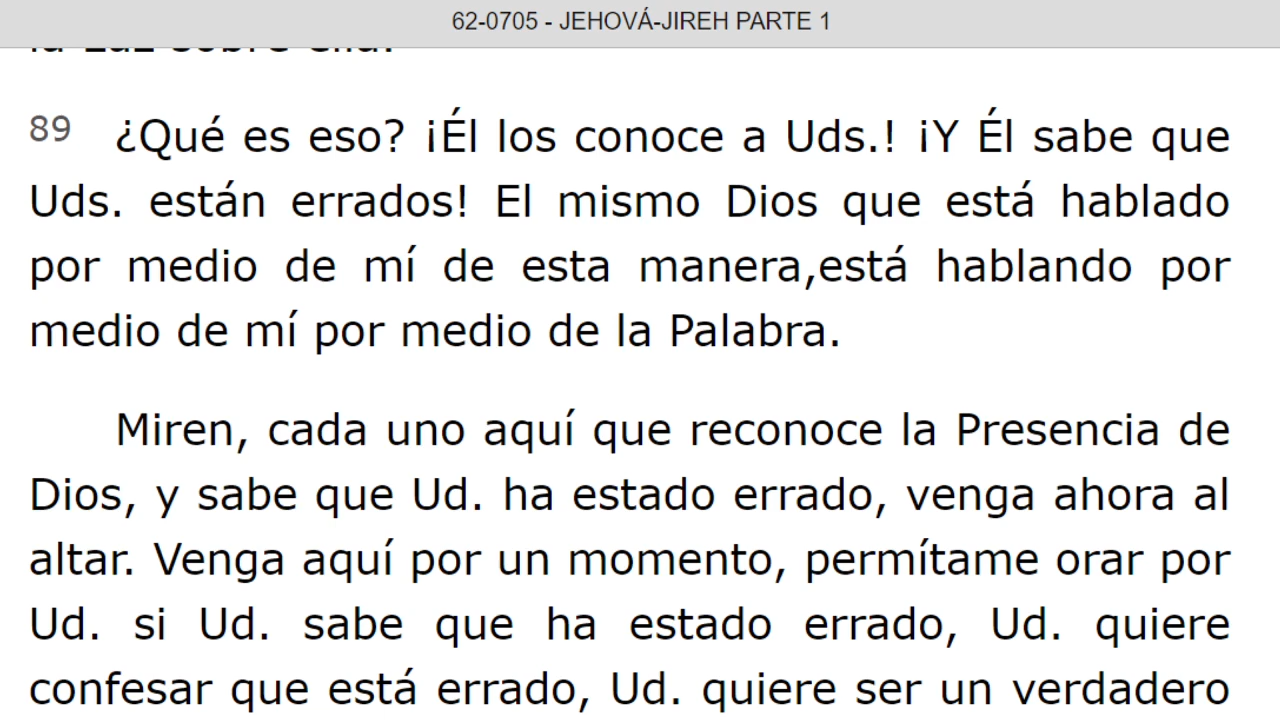 62-0705 - JEHOVÁ-JIREH PARTE 1
89 ¿Qué es eso? ¡Él los conoce a Uds.! ¡Y Él sabe que
Uds. están errados! El mismo Dios que está hablado
por medio de mí de esta manera,está hablando por
medio de mí por medio de la Palabra.
Miren, cada uno aquí que reconoce la Presencia de
Dios, y sabe que Ud. ha estado errado, venga ahora al
altar. Venga aquí por un momento, permítame orar por
Ud. si Ud. sabe que ha estado errado, Ud. quiere
confesar que está errado, Ud. quiere ser un verdadero